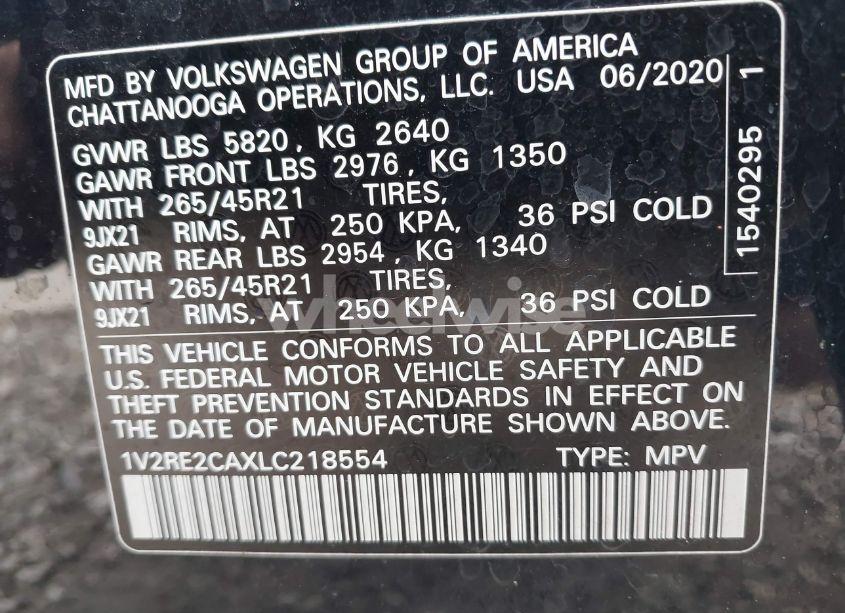 MFD BY VOLKSWAGEN GROUP OF AMERICA
CHATTANOOGA OPERATIONS, LLC. USA 06/2020
GVWR LBS 5820, KG 2640
GAWR FRONT LBS 2976, KG 1350
WITH 265/45R21 TIRES,
9JX21 RIMS, AT 250 KPA, 36 PSI COLD
GAWR REAR LBS 2954, KG 1340
WITH 265/45R21 TIRES,
9JX21 RIMS, AT 250 KPA, 36 PSI COLD
1540295 1
wheelwise
THIS VEHICLE CONFORMS TO ALL APPLICABLE
U.S. FEDERAL MOTOR VEHICLE SAFETY AND
THEFT PREVENTION STANDARDS IN EFFECT ON
THE DATE OF MANUFACTURE SHOWN ABOVE.
1V2RE2CAXLC218554 TYPE: MPV